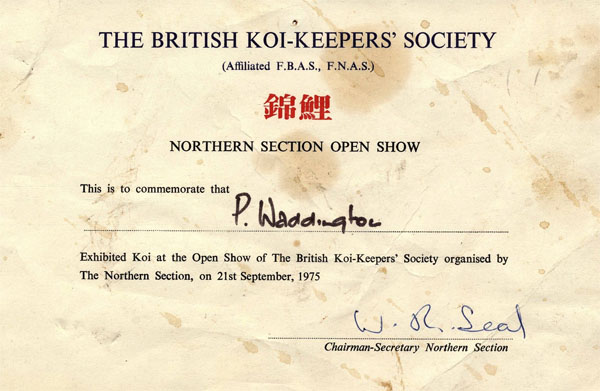 THE BRITISH KOI-KEEPERS' SOCIETY
(Affiliated F.B.A.S., F.N.A.S.)
錦鯉
NORTHERN SECTION OPEN SHOW
This is to commemorate that
P. Waddington
Exhibited Koi at the Open Show of The British Koi-Keepers' Society organised by
The Northern Section, on 21st September, 1975
W. R. Seal
Chairman-Secretary Northern Section